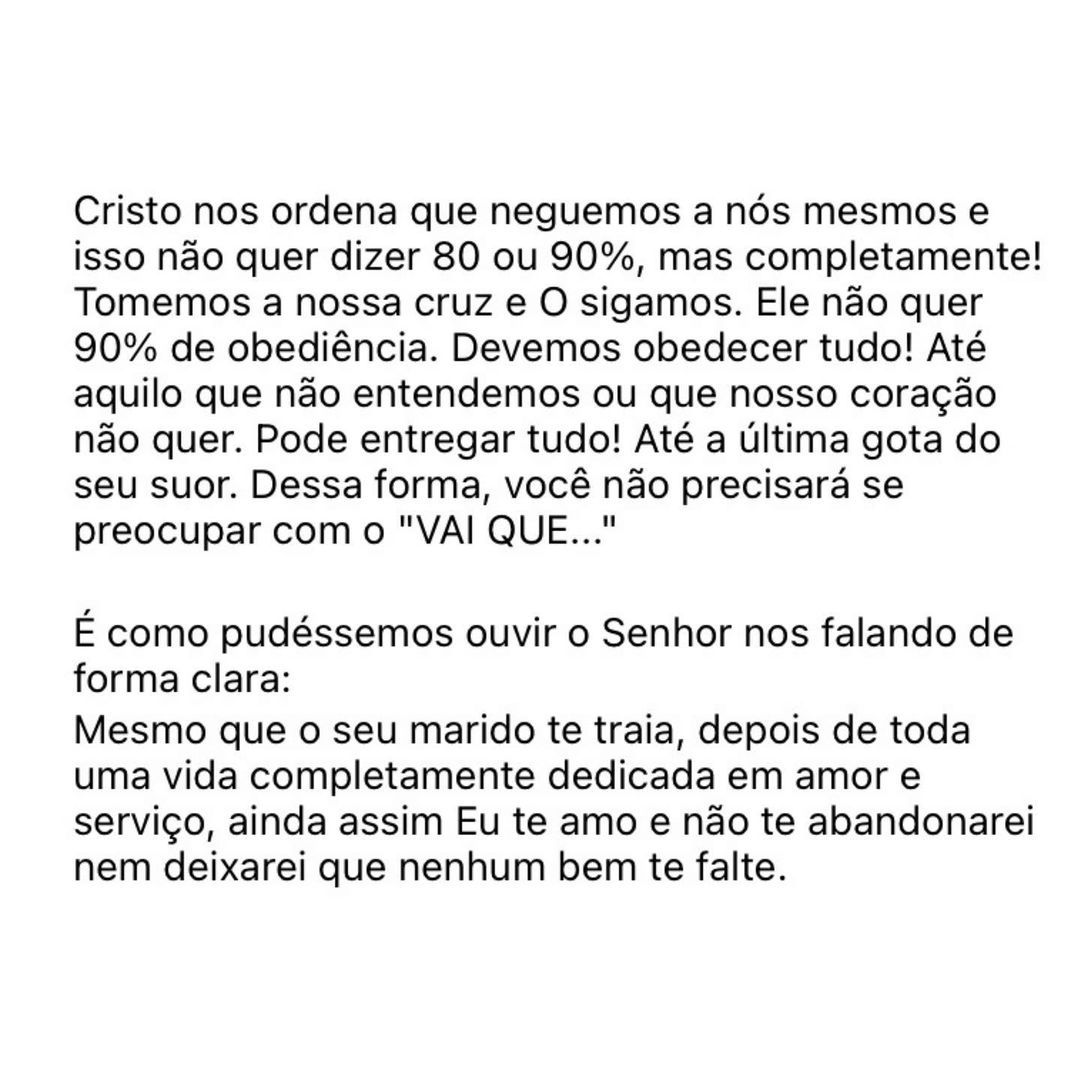 Cristo nos ordena que neguemos a nós mesmos e
isso não quer dizer 80 ou 90%, mas completamente!
Tomemos a nossa cruz e O sigamos. Ele não quer
90% de obediência. Devemos obedecer tudo! Até
aquilo que não entendemos ou que nosso coração
não quer. Pode entregar tudo! Até a última gota do
seu suor. Dessa forma, você não precisará se
preocupar com o "VAI QUE..."
É como pudéssemos ouvir o Senhor nos falando de
forma clara:
Mesmo que o seu marido te traia, depois de toda
uma vida completamente dedicada em amor e
serviço, ainda assim Eu te amo e não te abandonarei
nem deixarei que nenhum bem te falte.